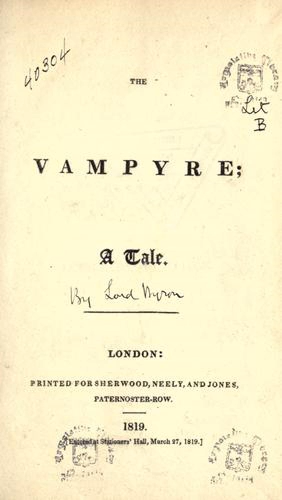 40304
THE
Lit
B
VAMPYRE;
A Tale.
By Lord Byron
LONDON:
PRINTED FOR SHERWOOD, NEELY, AND JONES,
PATERNOSTER-ROW.
1819.
[Entered at Stationers' Hall, March 27, 1819.]